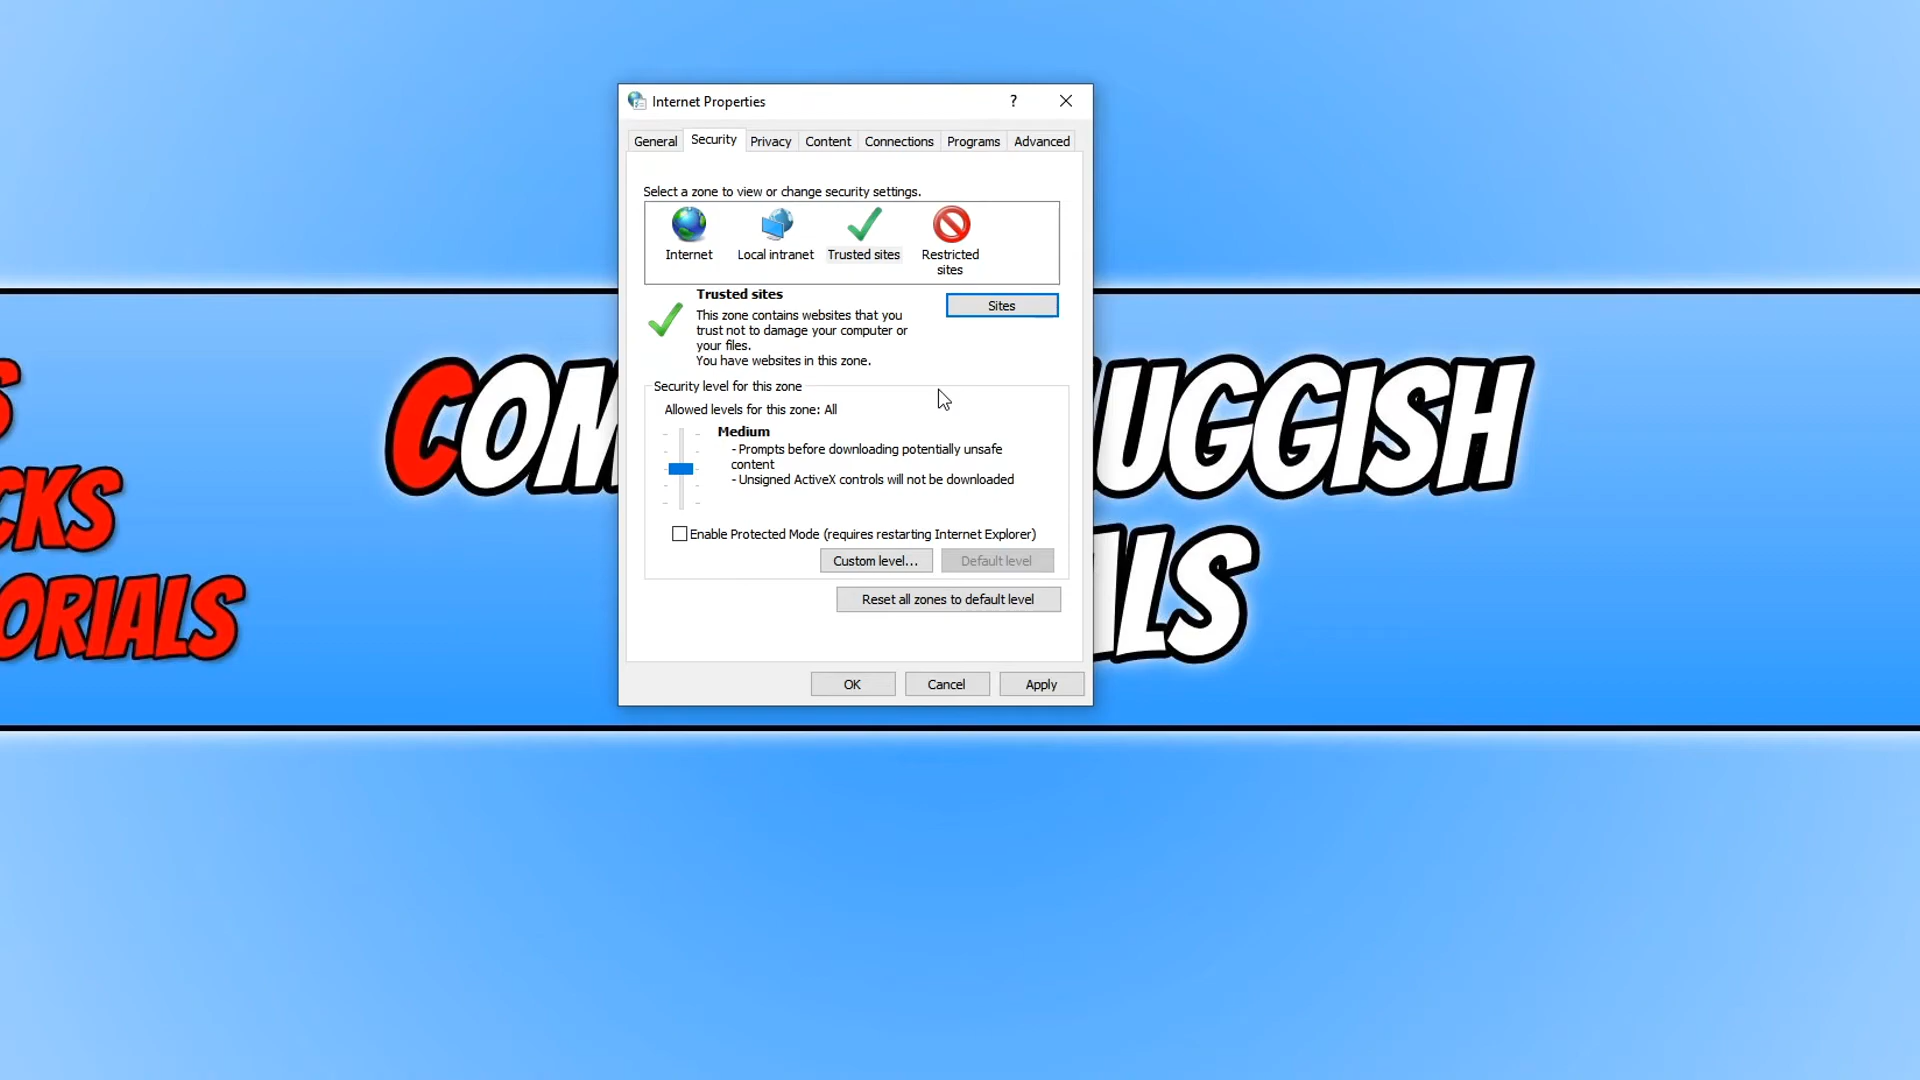 Internet Properties
?
General Security Privacy Content Connections Programs Advanced
Select a zone to view or change security settings.
Internet
Local intranet
Trusted sites
Restricted
sites
Trusted sites
Sites
This zone contains websites that you
trust not to damage your computer or
your files.
You have websites in this zone.
Security level for this zone
Allowed levels for this zone: All
Medium
- Prompts before downloading potentially unsafe
content
- Unsigned ActiveX controls will not be downloaded
Enable Protected Mode (requires restarting Internet Explorer)
Custom level...
Default level
Reset all zones to default level
OK
Cancel
Apply
COM
UGGISH
ALS
S
CKS
ORIALS